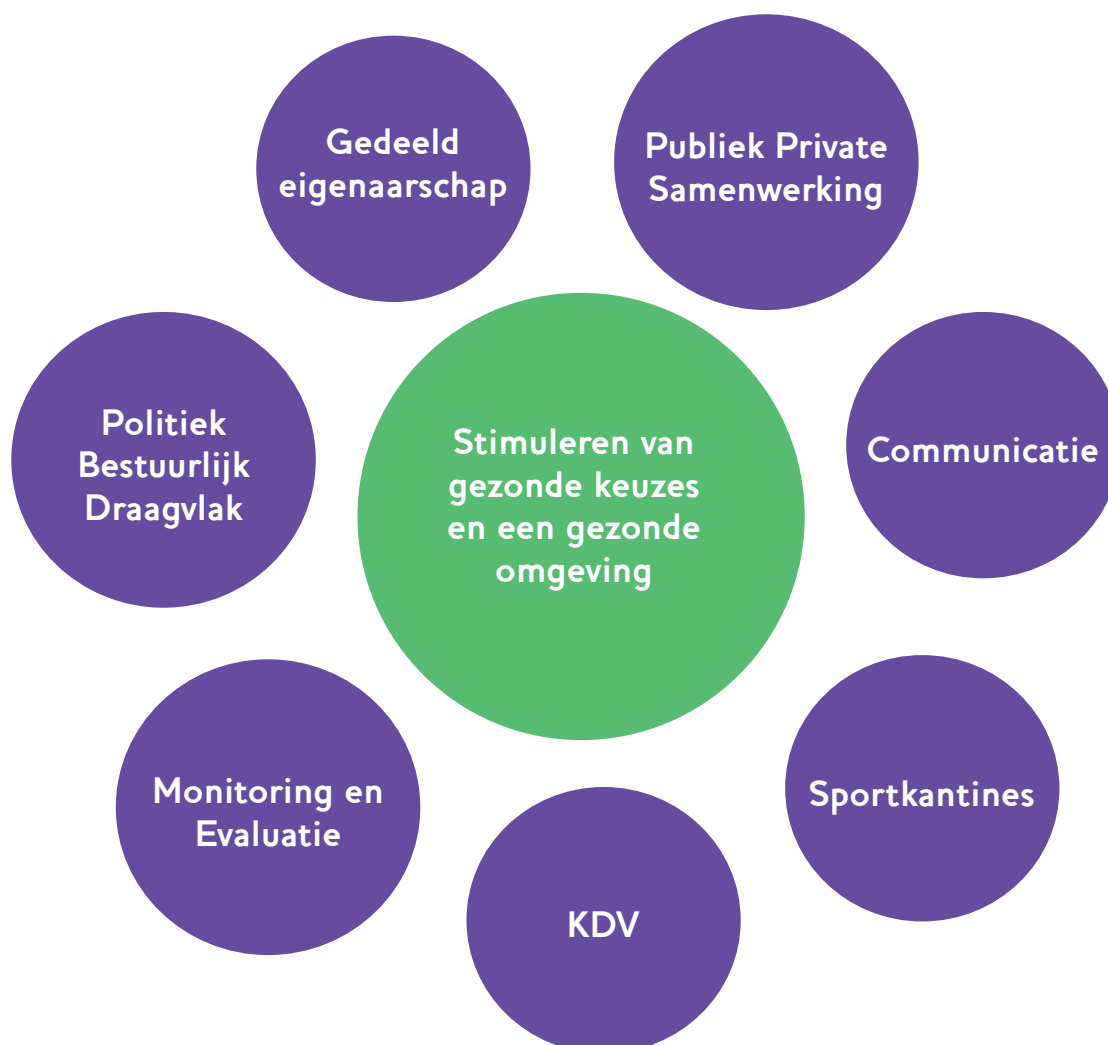 Gedeeld
eigenaarschap
Publiek Private
Samenwerking
Politiek
Bestuurlijk
Draagvlak
Stimuleren van
gezonde keuzes
en een gezonde
omgeving
Communicatie
Monitoring en
Evaluatie
Sportkantines
KDV